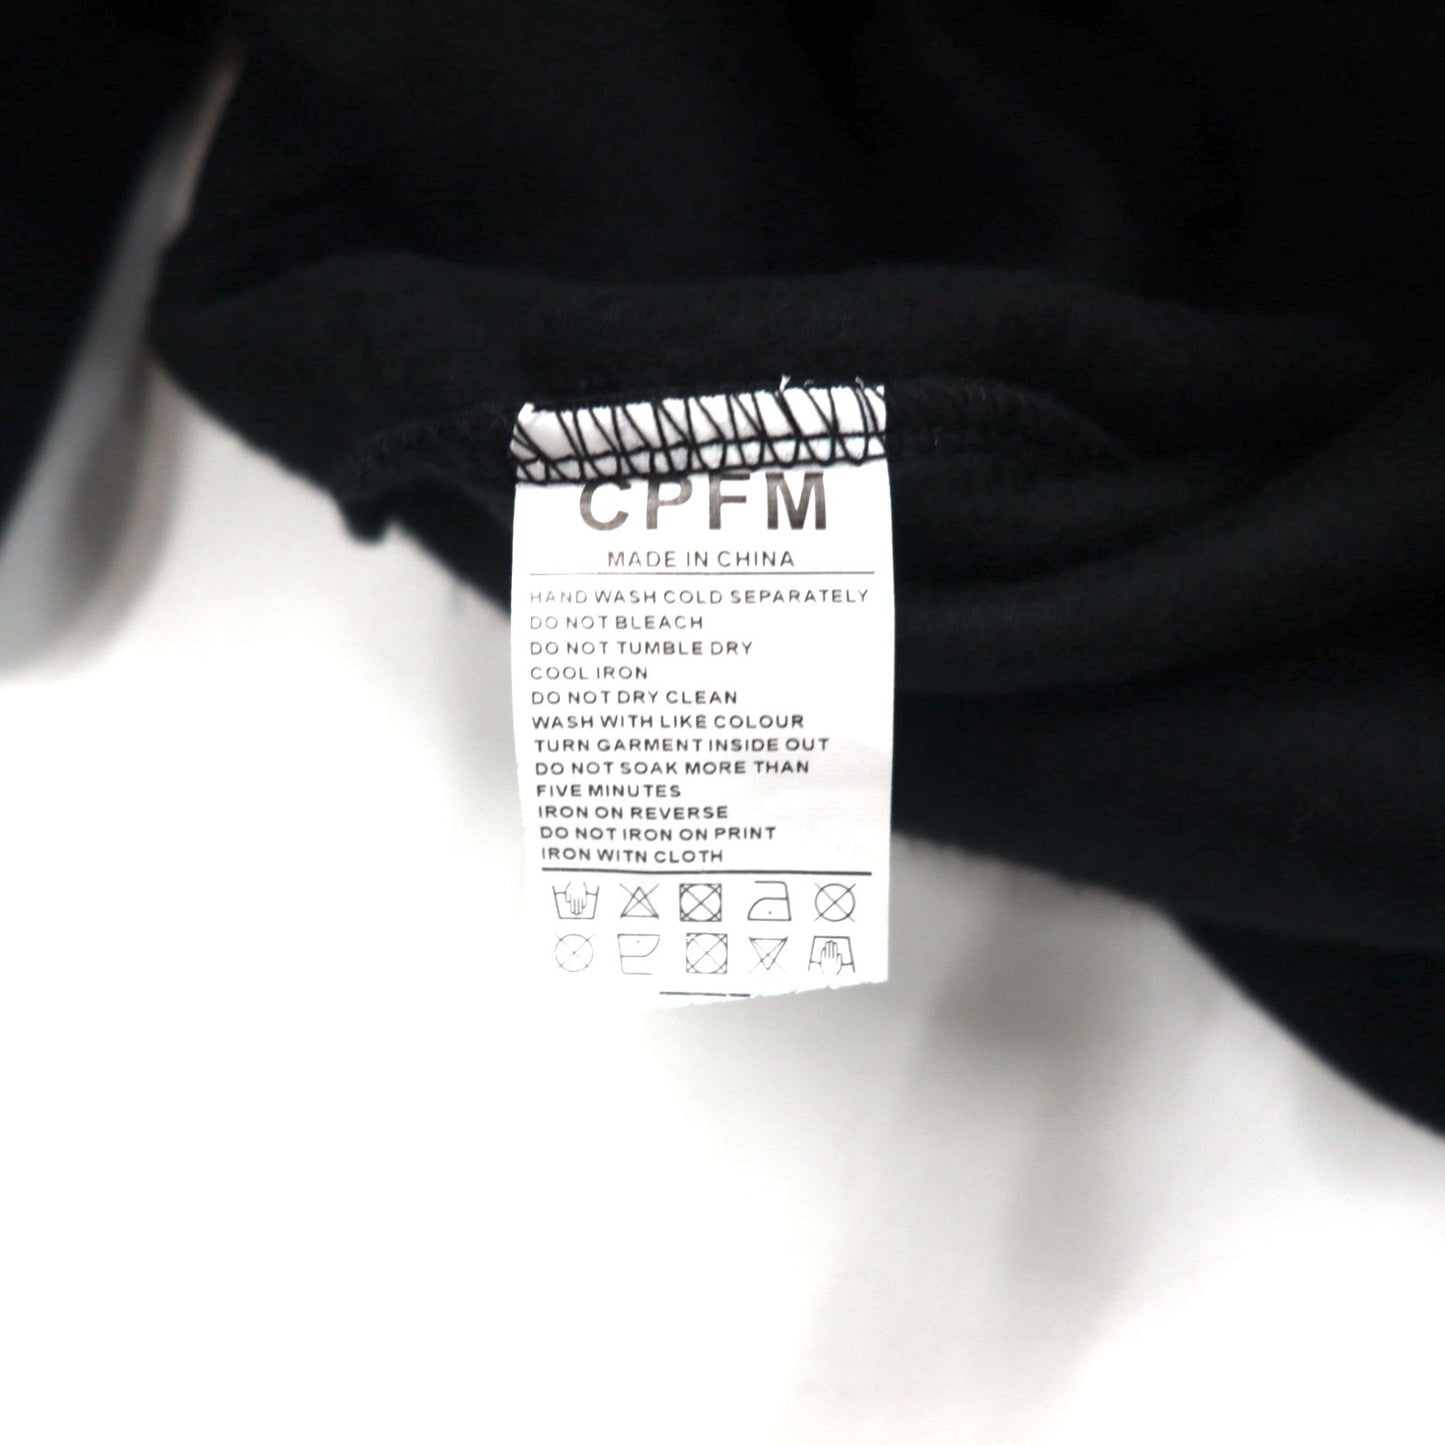 CPFM
MADE IN CHINA
HAND WASH COLD SEPARATELY
DO NOT BLEACH
DO NOT TUMBLE DRY
COOL IRON
DO NOT DRY CLEAN
WASH WITH LIKE COLOUR
TURN GARMENT INSIDE OUT
DO NOT SOAK MORE THAN
FIVE MINUTES
IRON ON REVERSE
DO NOT IRON ON PRINT
IRON WITN CLOTH